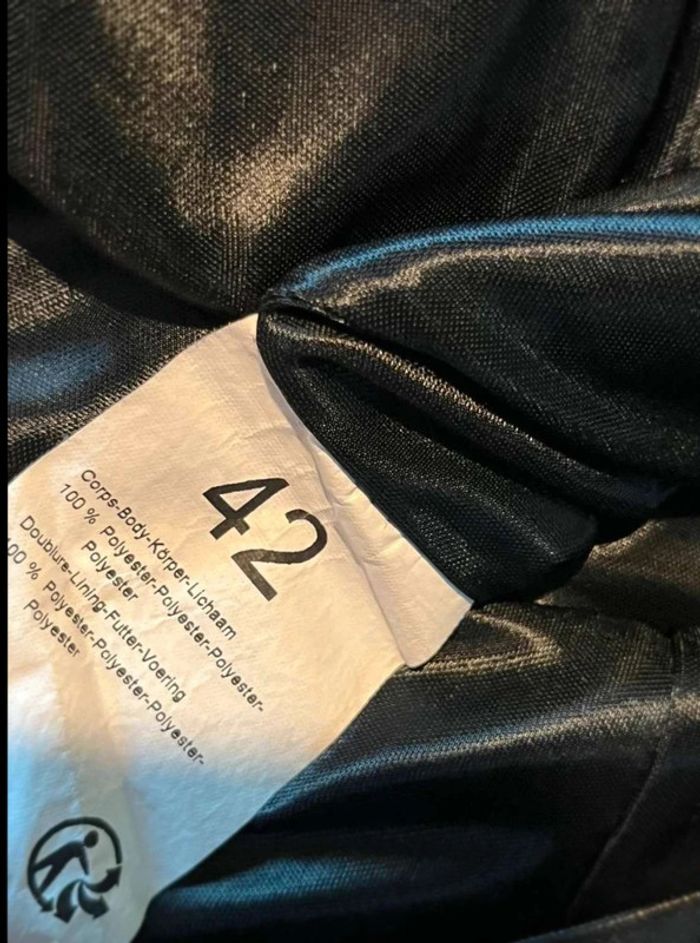 42
Corps-Body-Körper-Lichaam
100 % Polyester-Polyester-Polyester-
Polyester
Doublure-Lining-Futter-Voering
100 % Polyester-Polyester-Polyester-
Polyester